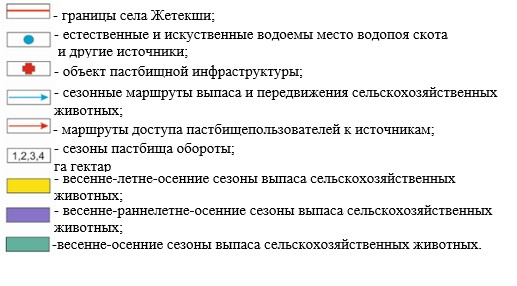 - границы села Жетекши;
- естественные и искуственные водоемы место водопоя скота
и другие источники;
- объект пастбищной инфраструктуры;
- сезонные маршруты выпаса и передвижения сельскохозяйственных
животных;
- маршруты доступа пастбищепользователей к источникам;
1,2,3,4 - сезоны пастбища обороты;
га гектар
- весенне-летне-осенние сезоны выпаса сельскохозяйственных
животных;
- весенне-раннелетне-осенние сезоны выпаса сельскохозяйственных
животных;
-весенне-осенние сезоны выпаса сельскохозяйственных животных.